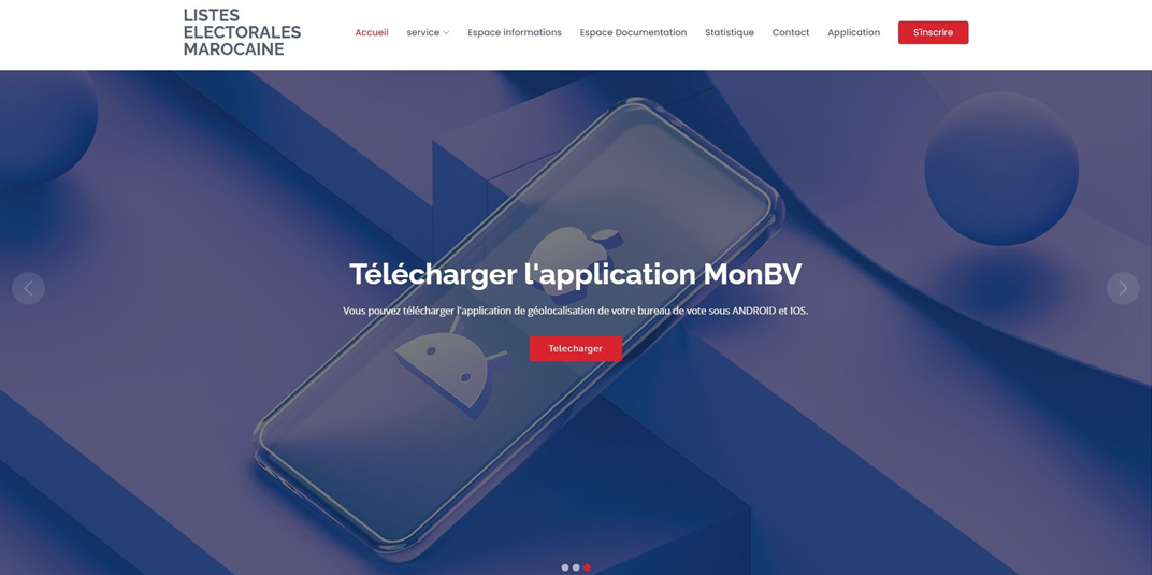 LISTES
ELECTORALES
MAROCAINE
Accueil service Espace informations Espace Documentation Statistique Contact Application S'inscrire
Télécharger l'application MonBV
Vous pouvez télécharger l'application de géolocalisation de votre bureau de vote sous ANDROID et IOS.
Telecharger